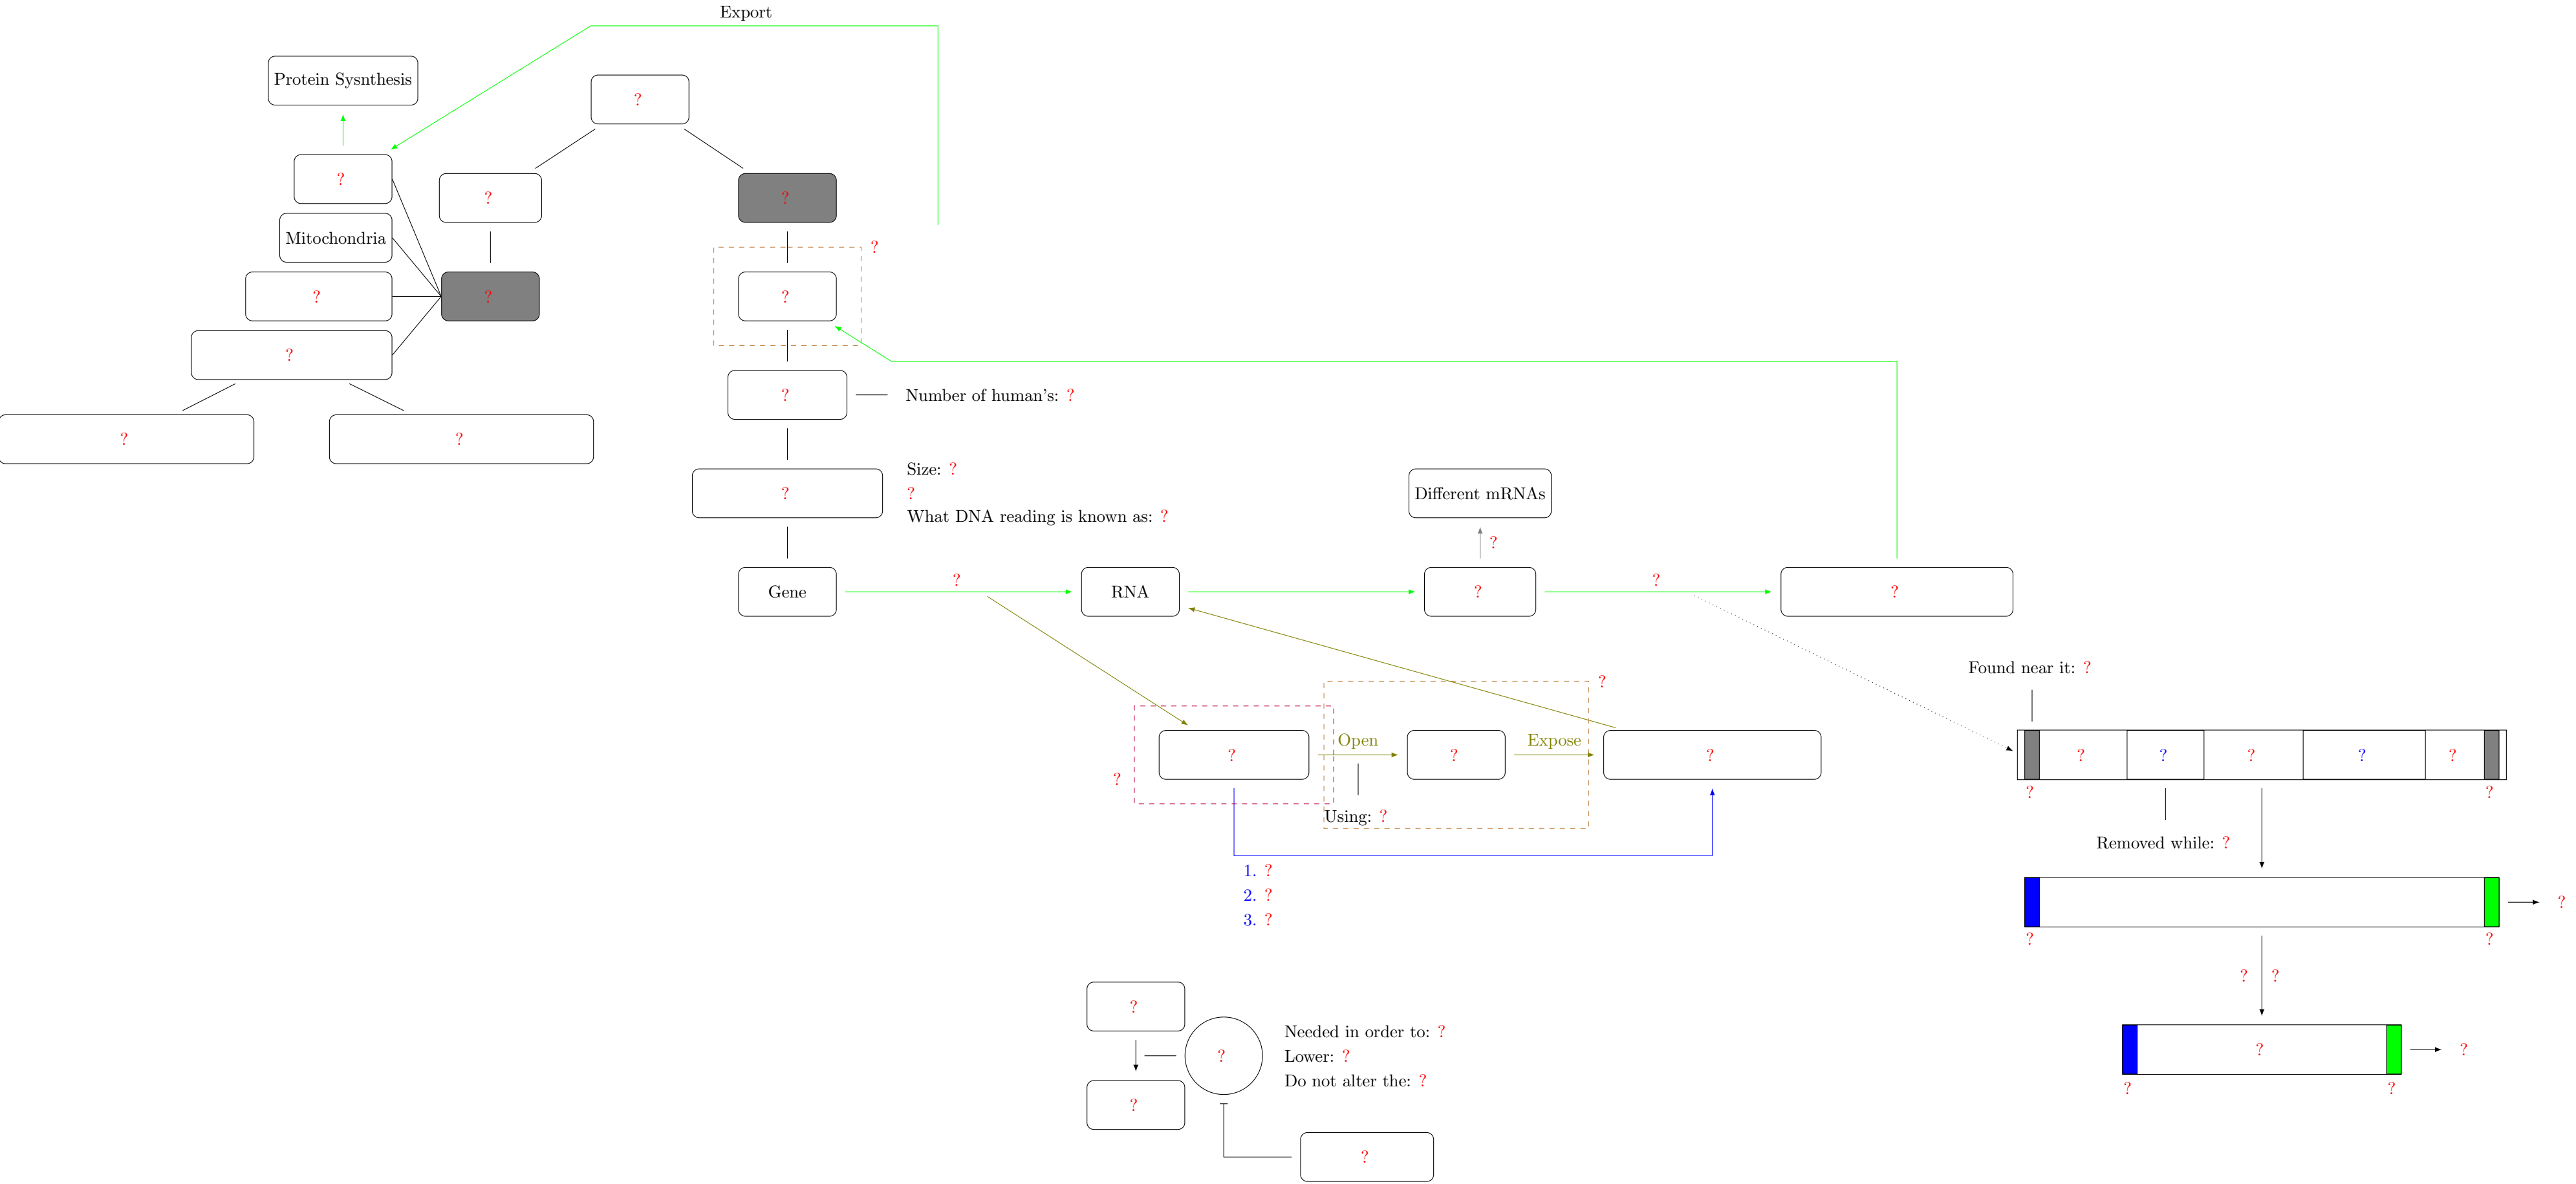 Export
Protein Sysnthesis
?
?
?
?
Mitochondria
?
?
?
?
?
?
Number of human's: ?
?
?
Size: ?
?
?
What DNA reading is known as: ?
Different mRNAs
?
Gene
?
RNA
?
?
?
Found near it: ?
?
?
?
Open
?
Expose
?
Using: ?
?
?
?
?
?
?
?
Removed while: ?
1. ?
2. ?
3. ?
?
?
?
?
?
?
?
Needed in order to: ?
Lower: ?
Do not alter the: ?
?
?
?
?
?
?
?